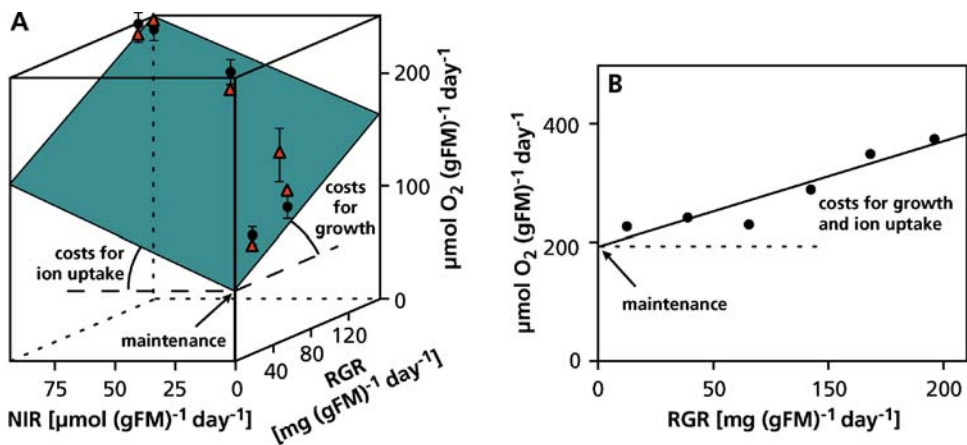 A
200
100
0
µmol O2 (gFM)-1 day-1
costs for
growth
costs for
ion uptake
maintenance
75
50
25
0
40
80
120
NIR [µmol (gFM)-1 day-1]
RGR
[mg (gFM)-1 day-1]
B
400
200
0
µmol O2 (gFM)-1 day-1
costs for growth
and ion uptake
maintenance
0
50
150
200
RGR [mg (gFM)-1 day-1]